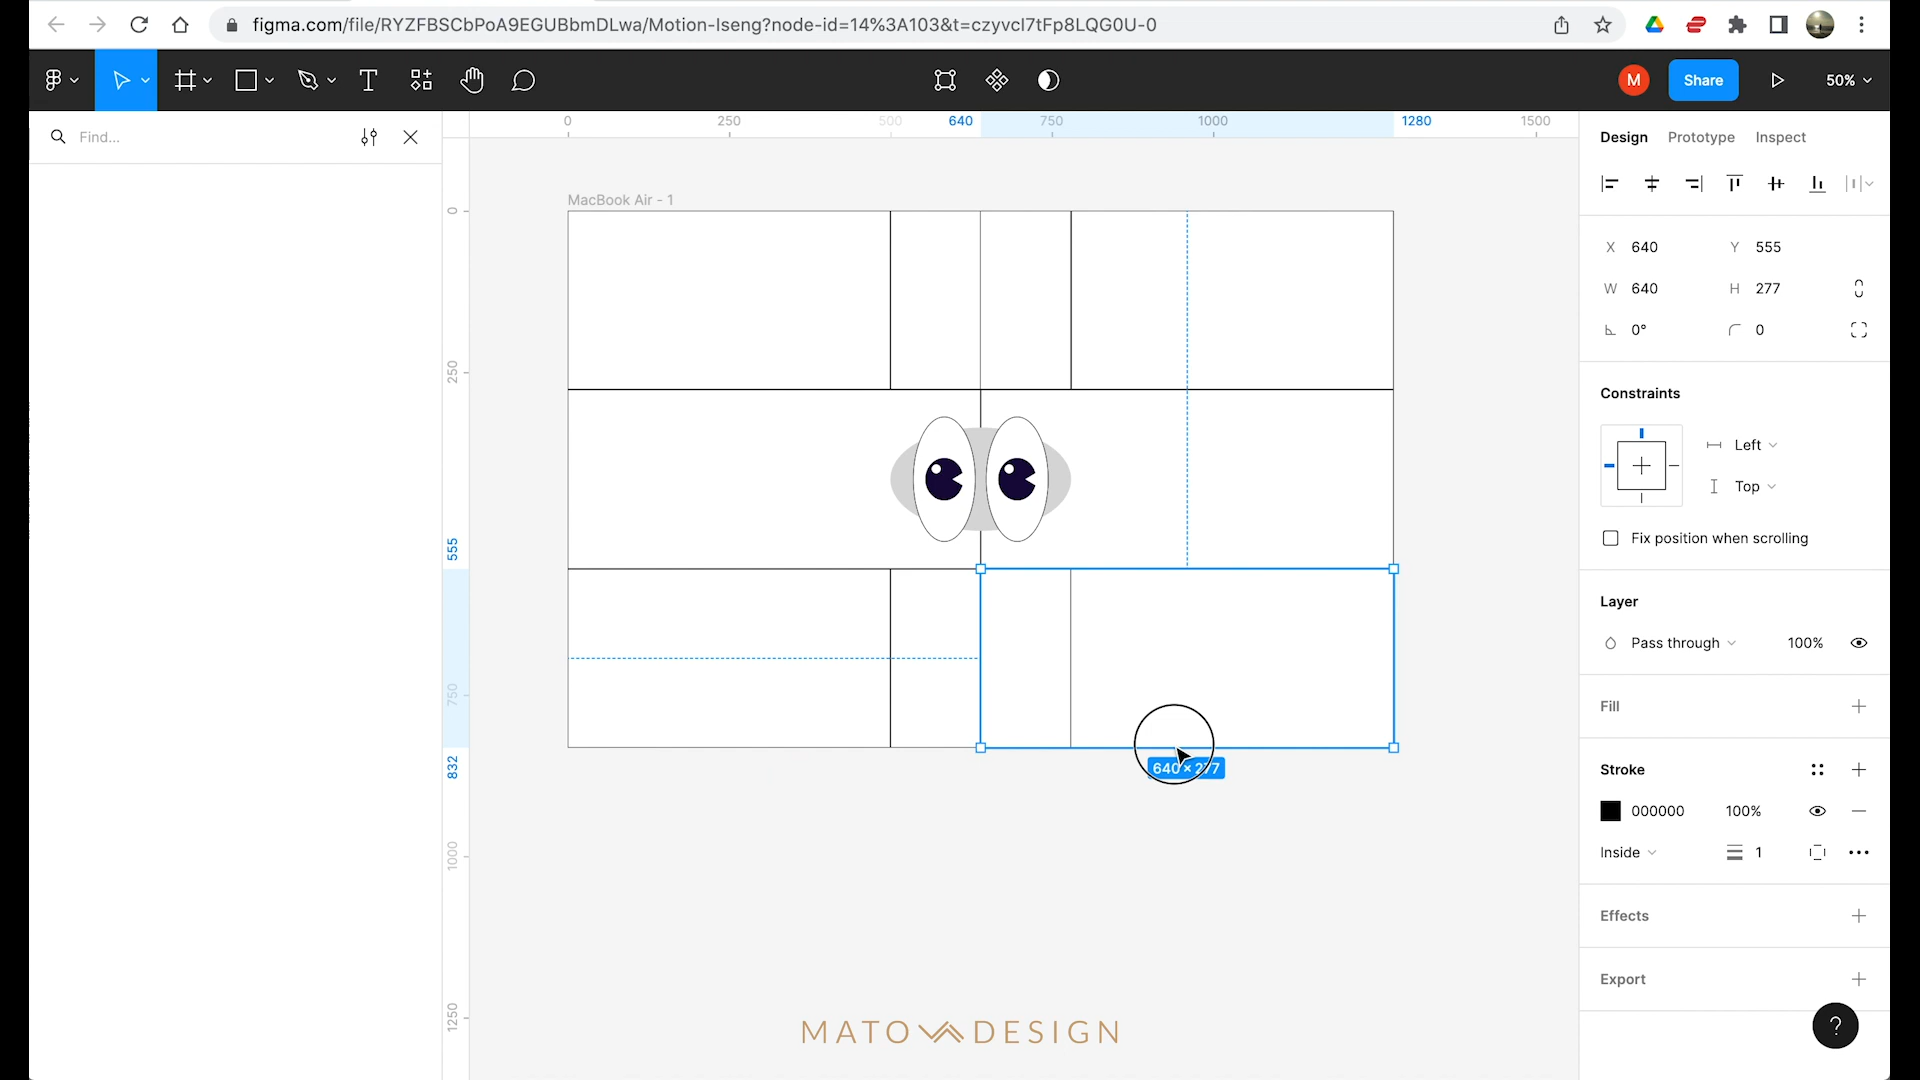 figma.com/file/RYZFBSCbPoA9EGUBbmDLwa/Motion-Iseng?node-id=14%3A103&t=czyvcI7tFp8LQG0U-0
M
Share
50%
Find...
0 250 500 640 750 1000 1280 1500
Design Prototype Inspect
MacBook Air - 1
0
250
555
750
832
1000
1250
X 640 Y 555
W 640 H 277
0° 0
Constraints
Left
Top
Fix position when scrolling
Layer
Pass through 100%
Fill
640 × 277
Stroke
000000 100%
Inside 1
Effects
Export
?
MATO DESIGN